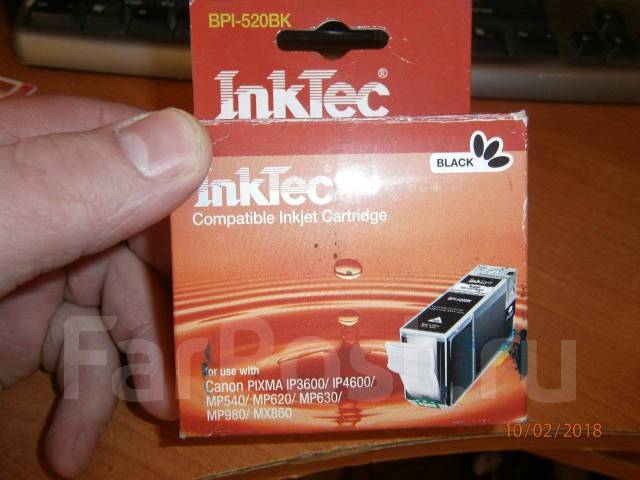 BPI-520BK
InkTec®
BLACK
InkTec®
Compatible Inkjet Cartridge
InkTec
BPI-520BK
for use with
Canon PIXMA IP3600/ IP4600/
MP540/ MP620/ MP630/
MP980/ MX860
FarPost.ru
10/02/2018